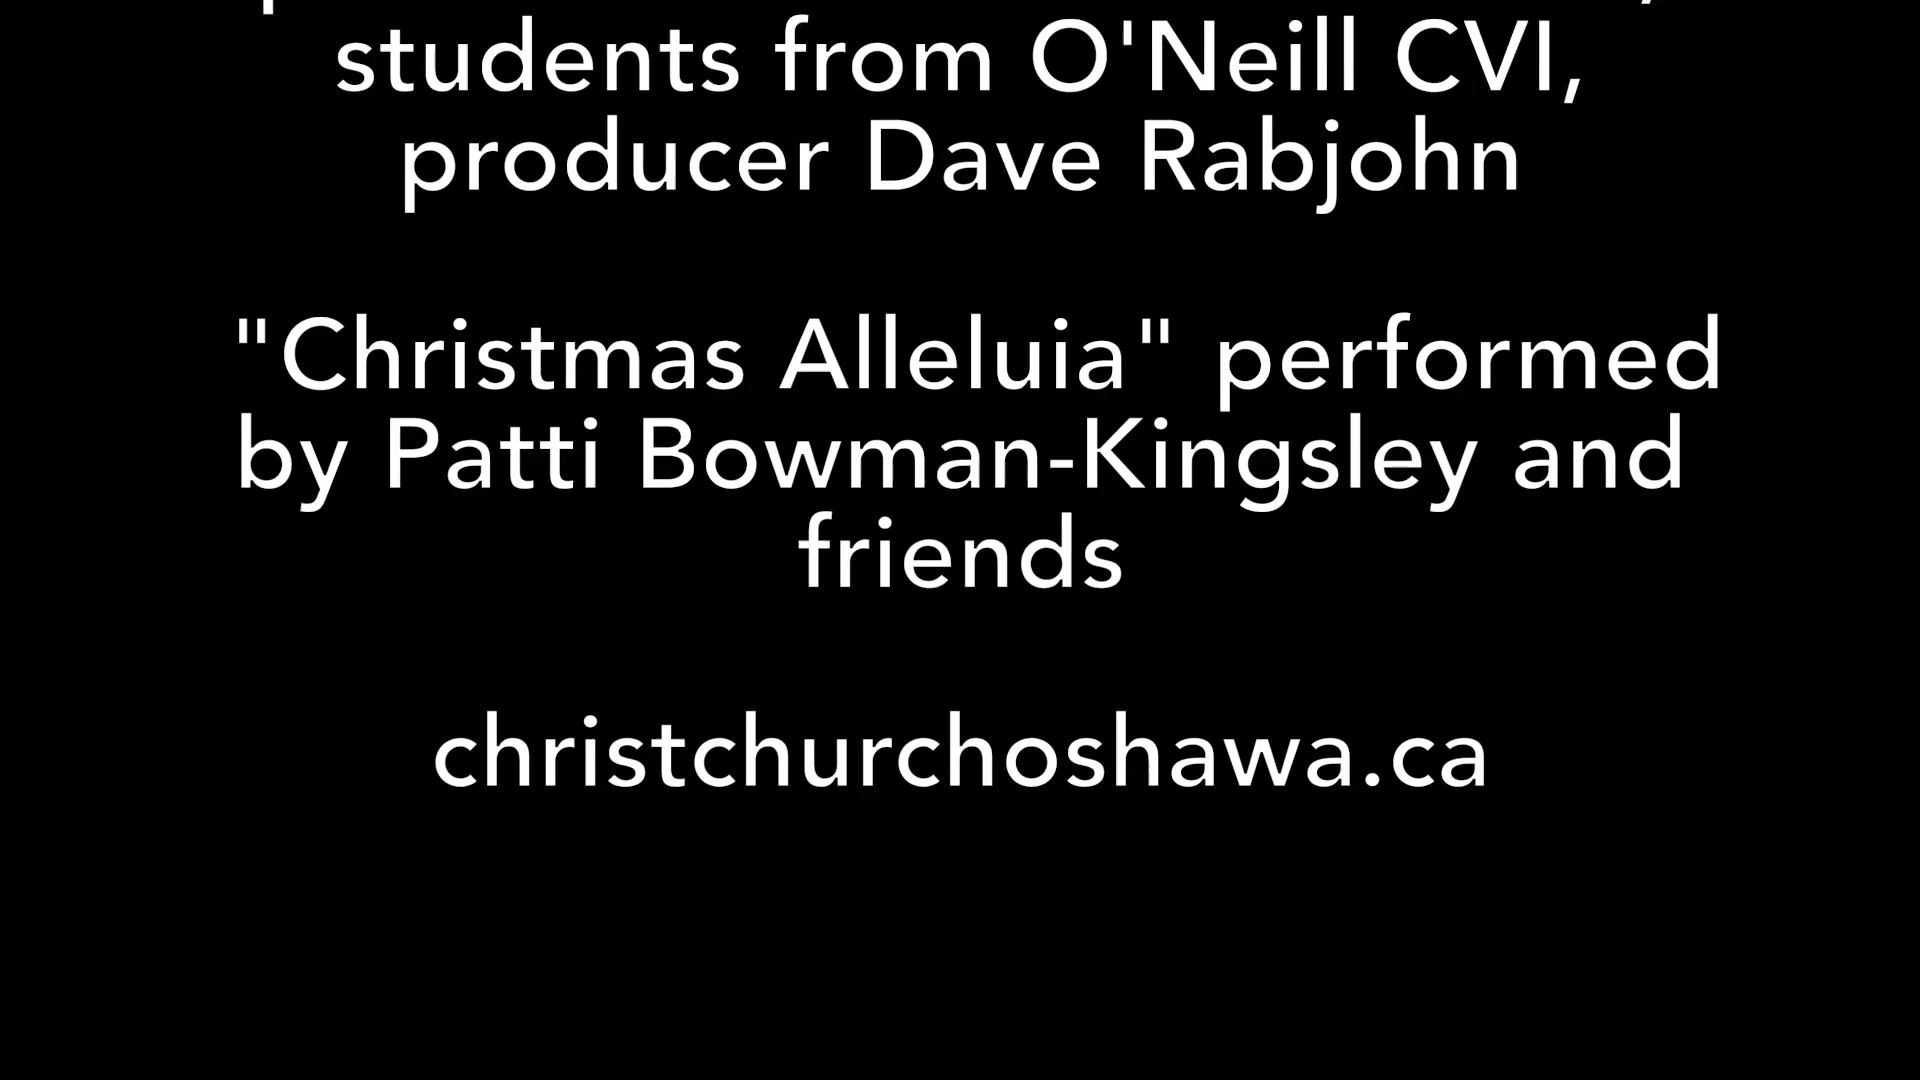 students from O'Neill CVI,
producer Dave Rabjohn
"Christmas Alleluia" performed
by Patti Bowman-Kingsley and
friends
christchurchoshawa.ca